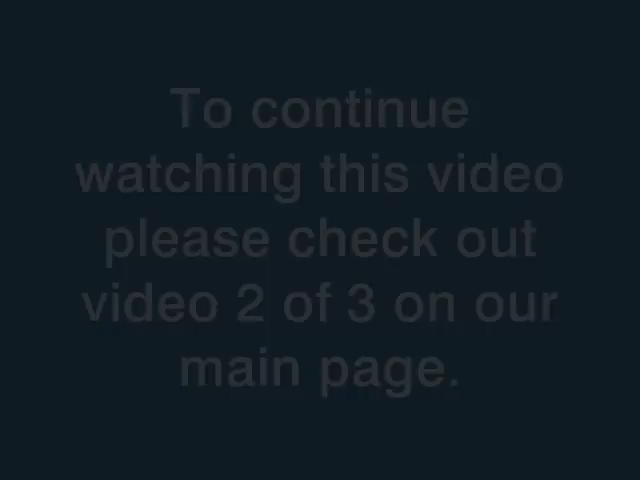 To continue
watching this video
please check out
video 2 of 3 on our
main page.